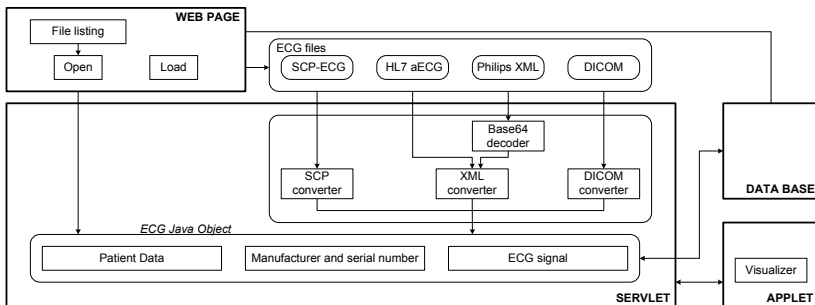 WEB PAGE
File listing
Open
Load
ECG files
SCP-ECG
HL7 aECG
Philips XML
DICOM
Base64
decoder
SCP
converter
XML
converter
DICOM
converter
DATA BASE
ECG Java Object
Patient Data
Manufacturer and serial number
ECG signal
SERVLET
Visualizer
APPLET